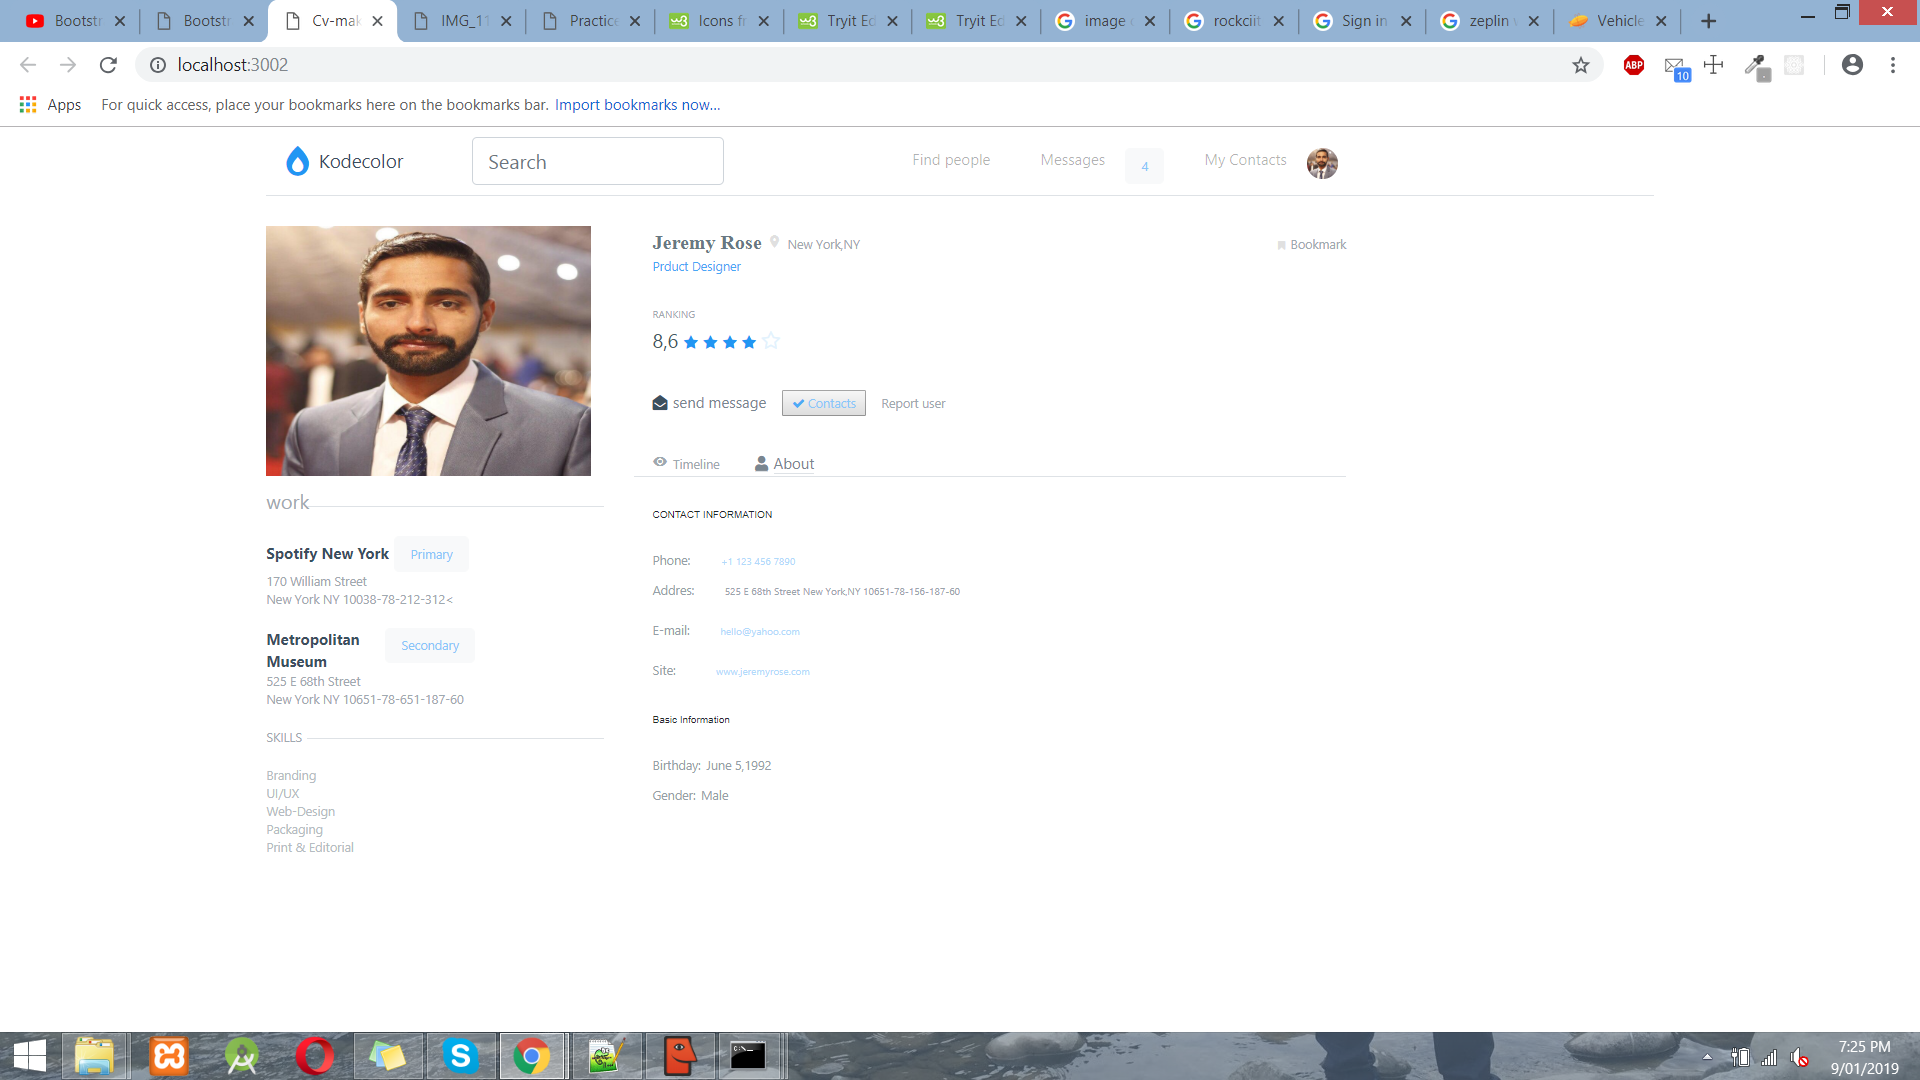 Bootstr
Bootstr
Cv-mak
IMG_11
Practice
Icons fr
Tryit Ed
Tryit Ed
image
rockciit
Sign in
zeplin
Vehicle
localhost:3002
ABP
10
Apps
For quick access, place your bookmarks here on the bookmarks bar. Import bookmarks now...
Kodecolor
Search
Find people
Messages
4
My Contacts
Jeremy Rose
New York,NY
Bookmark
Prduct Designer
RANKING
8,6
send message
Contacts
Report user
Timeline
About
work
CONTACT INFORMATION
Spotify New York
Primary
170 William Street
New York NY 10038-78-212-312<
Phone: +1 123 456 7890
Addres: 525 E 68th Street New York,NY 10651-78-156-187-60
E-mail: hello@yahoo.com
Site: www.jeremyrose.com
Metropolitan
Museum
Secondary
525 E 68th Street
New York NY 10651-78-651-187-60
Basic Information
SKILLS
Birthday: June 5,1992
Gender: Male
Branding
UI/UX
Web-Design
Packaging
Print & Editorial
7:25 PM
9/01/2019